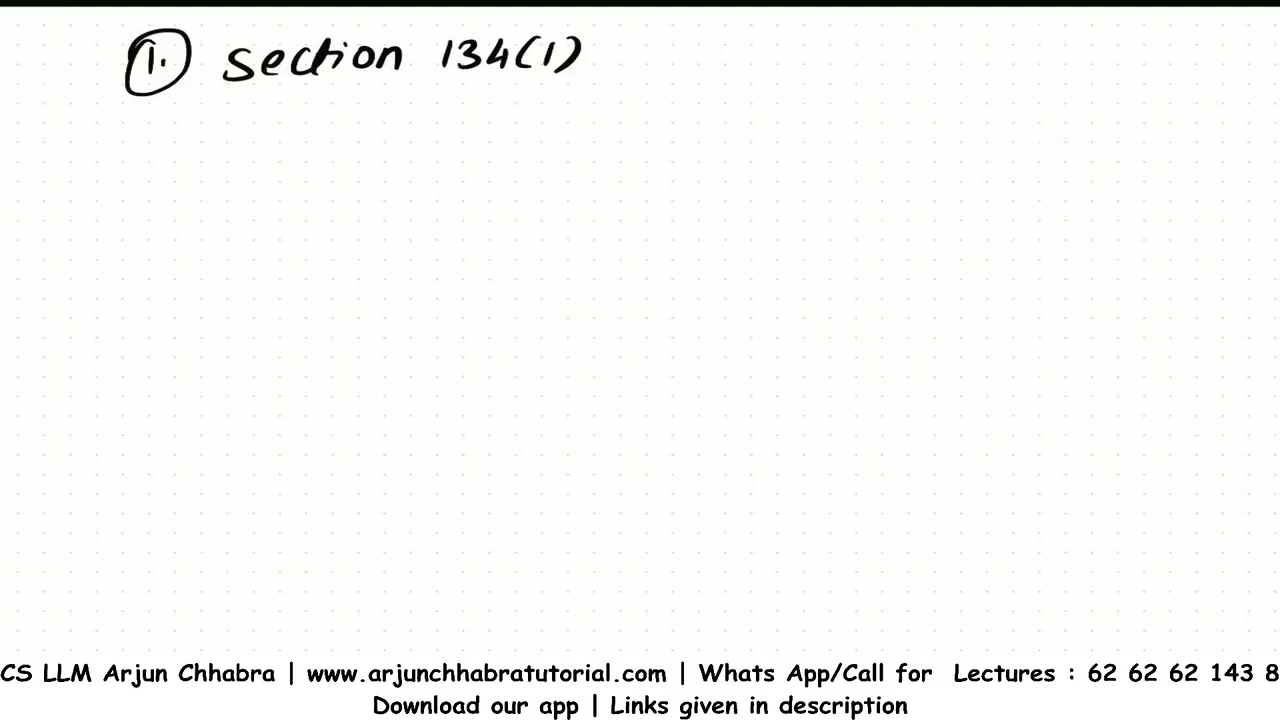 1. section 134(1)
CS LLM Arjun Chhabra | www.arjunchhabratutorial.com | Whats App/Call for Lectures : 62 62 62 143 8
Download our app | Links given in description